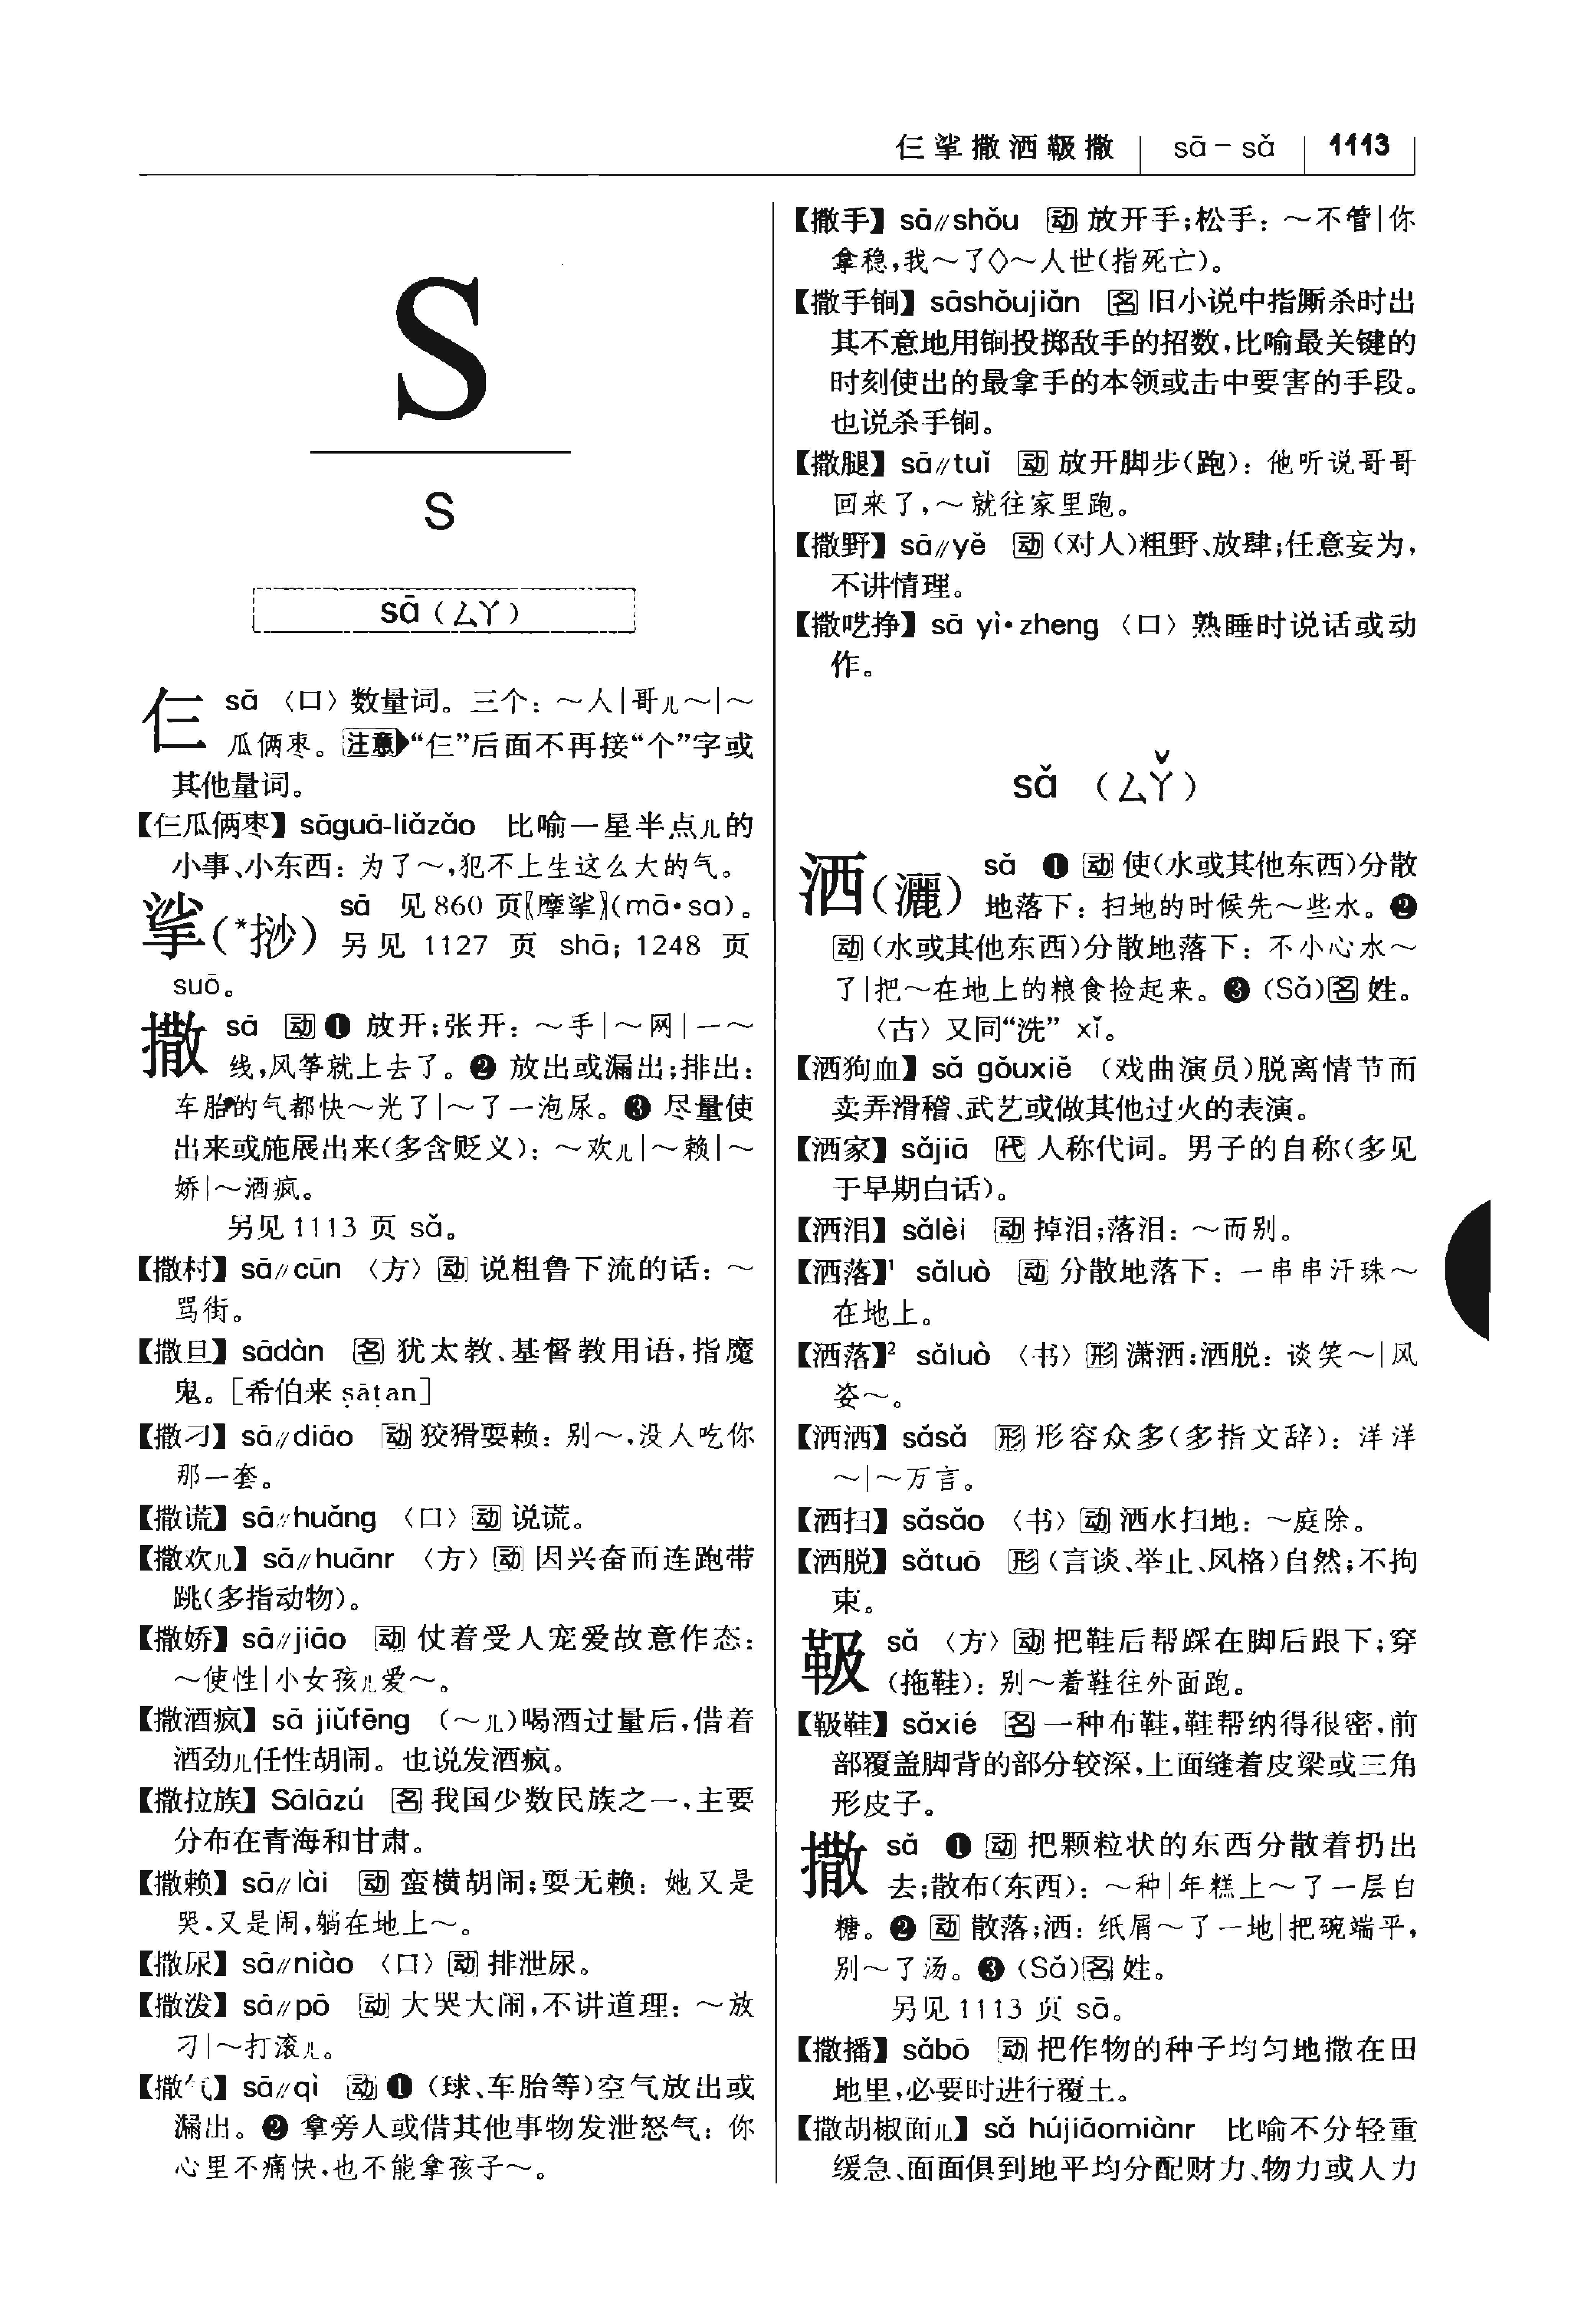 仨挲撒洒靸撒 sā－sǎ 1113
S
S
sā（ㄙㄚ）
仨 sā 〈口〉数量词。三个：～人|哥儿～|～
瓜俩枣。注意“仨”后面不再接“个”字或
其他量词。
【仨瓜俩枣】sāguā-liǎzǎo 比喻一星半点儿的
小事、小东西：为了～，犯不上生这么大的气。
挲（*挱） sā 见860页〖摩挲〗(mā·sa)。
另见 1127 页 shā；1248 页
suō。
撒 sā 动❶ 放开；张开：～手|～网|一～
线，风筝就上去了。❷ 放出或漏出；排出：
车胎的气都快～光了|～了一泡尿。❸ 尽量使
出来或施展出来（多含贬义）：～欢儿|～赖|～
娇|～酒疯。
另见1113 页 sǎ。
【撒村】sā//cūn 〈方〉动 说粗鲁下流的话：～
骂街。
【撒旦】sādàn 名 犹太教、基督教用语，指魔
鬼。[希伯来 ṣāṭan]
【撒刁】sā//diāo 动 狡猾耍赖：别～，没人吃你
那一套。
【撒谎】sā//huǎng 〈口〉动 说谎。
【撒欢儿】sā//huānr 〈方〉动 因兴奋而连跑带
跳（多指动物）。
【撒娇】sā//jiāo 动 仗着受人宠爱故意作态：
～使性|小女孩儿爱～。
【撒酒疯】sā jiǔfēng （～儿）喝酒过量后，借着
酒劲儿任性胡闹。也说发酒疯。
【撒拉族】Sālāzú 名 我国少数民族之一，主要
分布在青海和甘肃。
【撒赖】sā//lài 动 蛮横胡闹；耍无赖：她又是
哭，又是闹，躺在地上～。
【撒尿】sā//niào 〈口〉动 排泄尿。
【撒泼】sā//pō 动 大哭大闹，不讲道理：～放
刁|～打滚儿。
【撒气】sā//qì 动❶（球、车胎等）空气放出或
漏出。❷ 拿旁人或借其他事物发泄怒气：你
心里不痛快，也不能拿孩子～。
【撒手】sā//shǒu 动 放开手；松手：～不管|你
拿稳，我～了◇～人世（指死亡）。
【撒手锏】sāshǒujiǎn 名 旧小说中指厮杀时出
其不意地用锏投掷敌手的招数，比喻最关键的
时刻使出的最拿手的本领或击中要害的手段。
也说杀手锏。
【撒腿】sā//tuǐ 动 放开脚步（跑）：他听说哥哥
回来了，～就往家里跑。
【撒野】sā//yě 动（对人）粗野、放肆；任意妄为，
不讲情理。
【撒呓挣】sā yì·zheng 〈口〉熟睡时说话或动
作。
sǎ （ㄙㄚˇ）
洒（灑） sǎ ❶动 使（水或其他东西）分散
地落下：扫地的时候先～些水。❷
动（水或其他东西）分散地落下：不小心水～
了|把～在地上的粮食捡起来。❸（Sǎ）名 姓。
〈古〉又同“洗” xǐ。
【洒狗血】sǎ gǒuxiě （戏曲演员）脱离情节而
卖弄滑稽、武艺或做其他过火的表演。
【洒家】sǎjiā 代 人称代词。男子的自称（多见
于早期白话）。
【洒泪】sǎlèi 动 掉泪；落泪：～而别。
【洒落】¹ sǎluò 动 分散地落下：一串串汗珠～
在地上。
【洒落】² sǎluò 〈书〉形 潇洒；洒脱：谈笑～|风
姿～。
【洒洒】sǎsǎ 形 形容众多（多指文辞）：洋洋
～|～万言。
【洒扫】sǎsǎo 〈书〉动 洒水扫地：～庭除。
【洒脱】sǎtuō 形（言谈、举止、风格）自然；不拘
束。
靸 sǎ 〈方〉动 把鞋后帮踩在脚后跟下；穿
（拖鞋）：别～着鞋往外面跑。
【靸鞋】sǎxié 名 一种布鞋，鞋帮纳得很密，前
部覆盖脚背的部分较深，上面缝着皮梁或三角
形皮子。
撒 sǎ ❶动 把颗粒状的东西分散着扔出
去；散布（东西）：～种|年糕上～了一层白
糖。❷动 散落；洒：纸屑～了一地|把碗端平，
别～了汤。❸（Sǎ）名 姓。
另见1113 页 sā。
【撒播】sǎbō 动 把作物的种子均匀地撒在田
地里，必要时进行覆土。
【撒胡椒面儿】sǎ hújiāomiànr 比喻不分轻重
缓急、面面俱到地平均分配财力、物力或人力